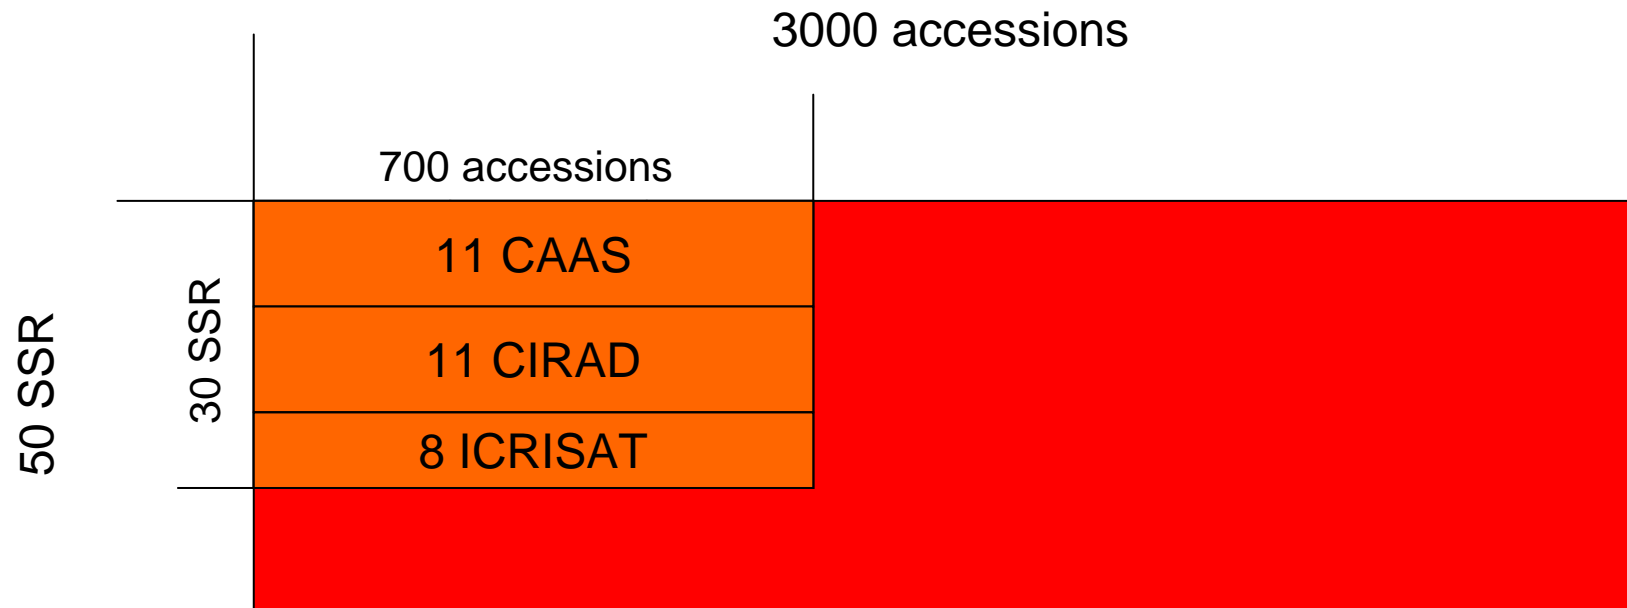 3000 accessions
700 accessions
11 CAAS
11 CIRAD
8 ICRISAT
30 SSR
50 SSR